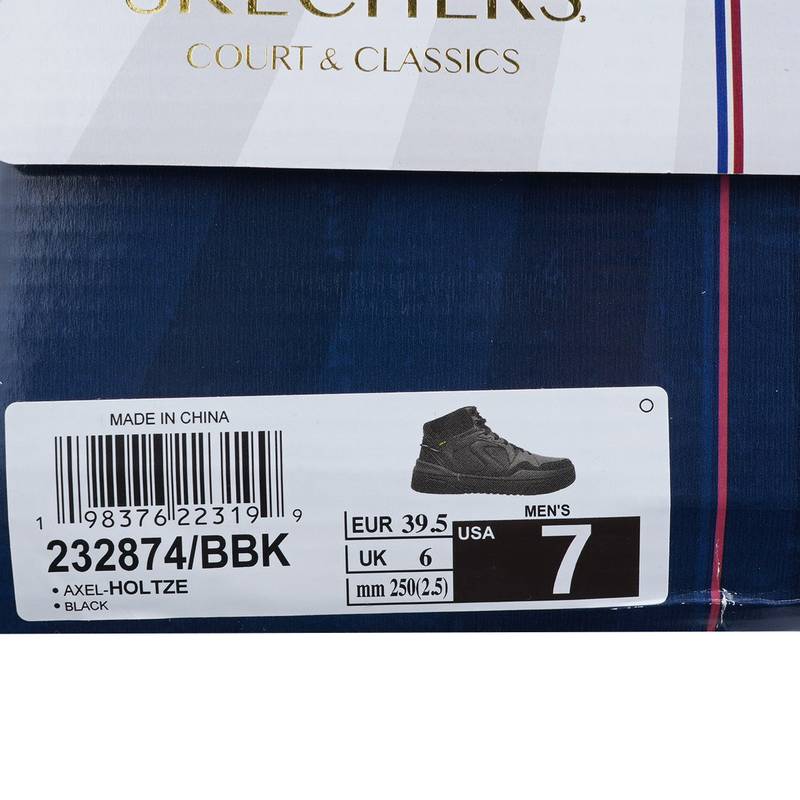 SKECHERS
COURT & CLASSICS
MADE IN CHINA
1 98376 22319 9
232874/BBK
• AXEL-HOLTZE
• BLACK
EUR 39.5
UK 6
mm 250(2.5)
MEN'S
USA 7